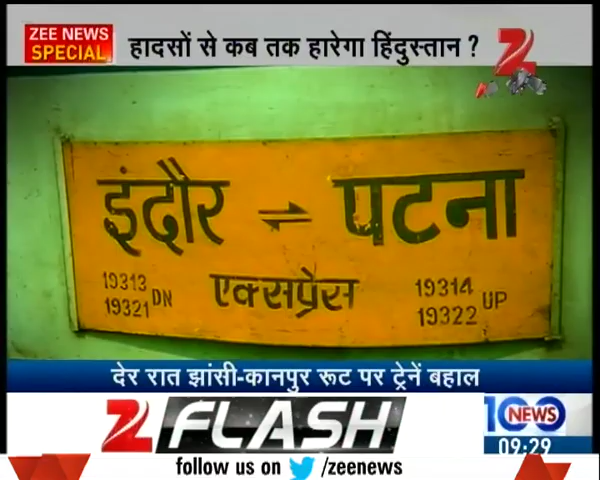 ZEE NEWS
SPECIAL
हादसों से कब तक हारेगा हिंदुस्तान ?
इंदौर ⇌ पटना
19313
19321 DN
एक्सप्रेस
19314
19322 UP
देर रात झांसी-कानपुर रूट पर ट्रेनें बहाल
FLASH
100
NEWS
09:29
follow us on /zeenews